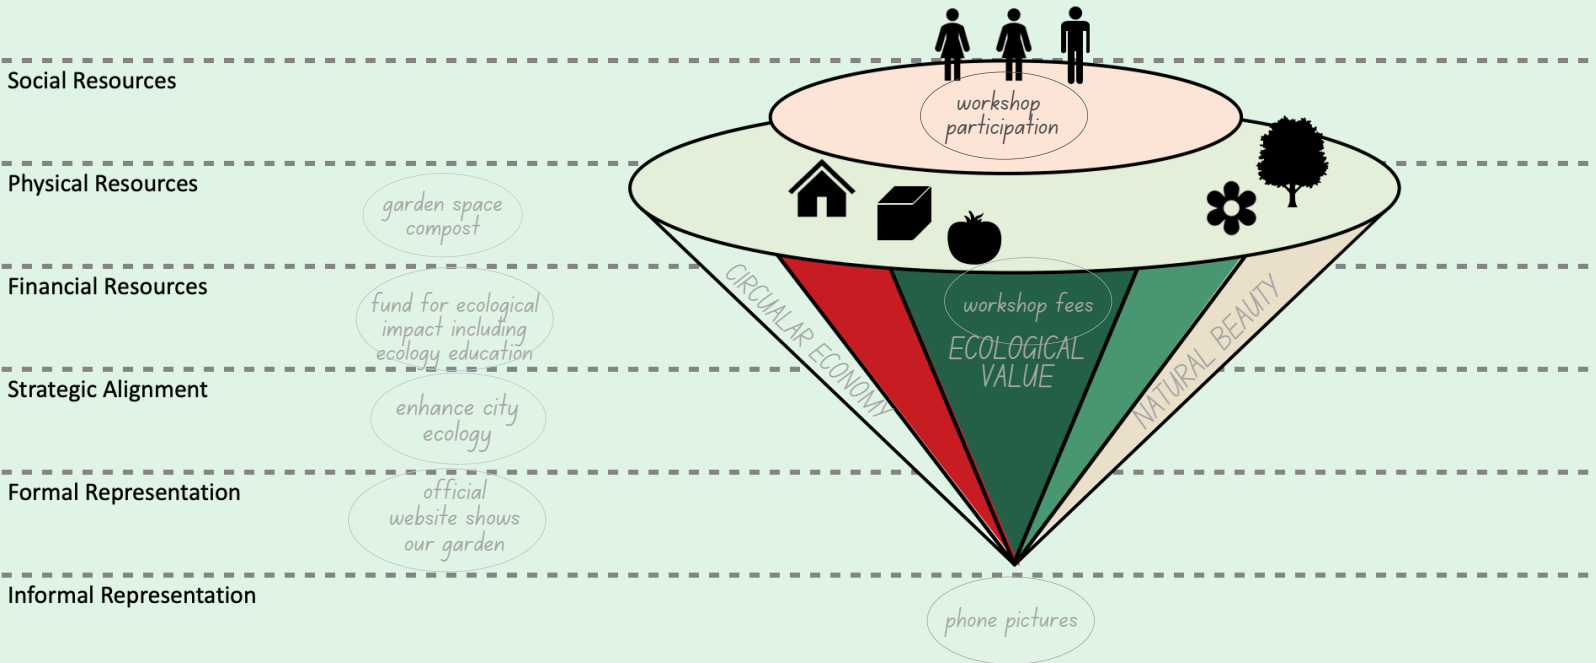 Social Resources
workshop
participation
Physical Resources
garden space
compost
Financial Resources
fund for ecological
impact including
ecology education
workshop fees
CIRCUALAR ECONOMY
ECOLOGICAL
VALUE
NATURAL BEAUTY
Strategic Alignment
enhance city
ecology
Formal Representation
official
website shows
our garden
Informal Representation
phone pictures